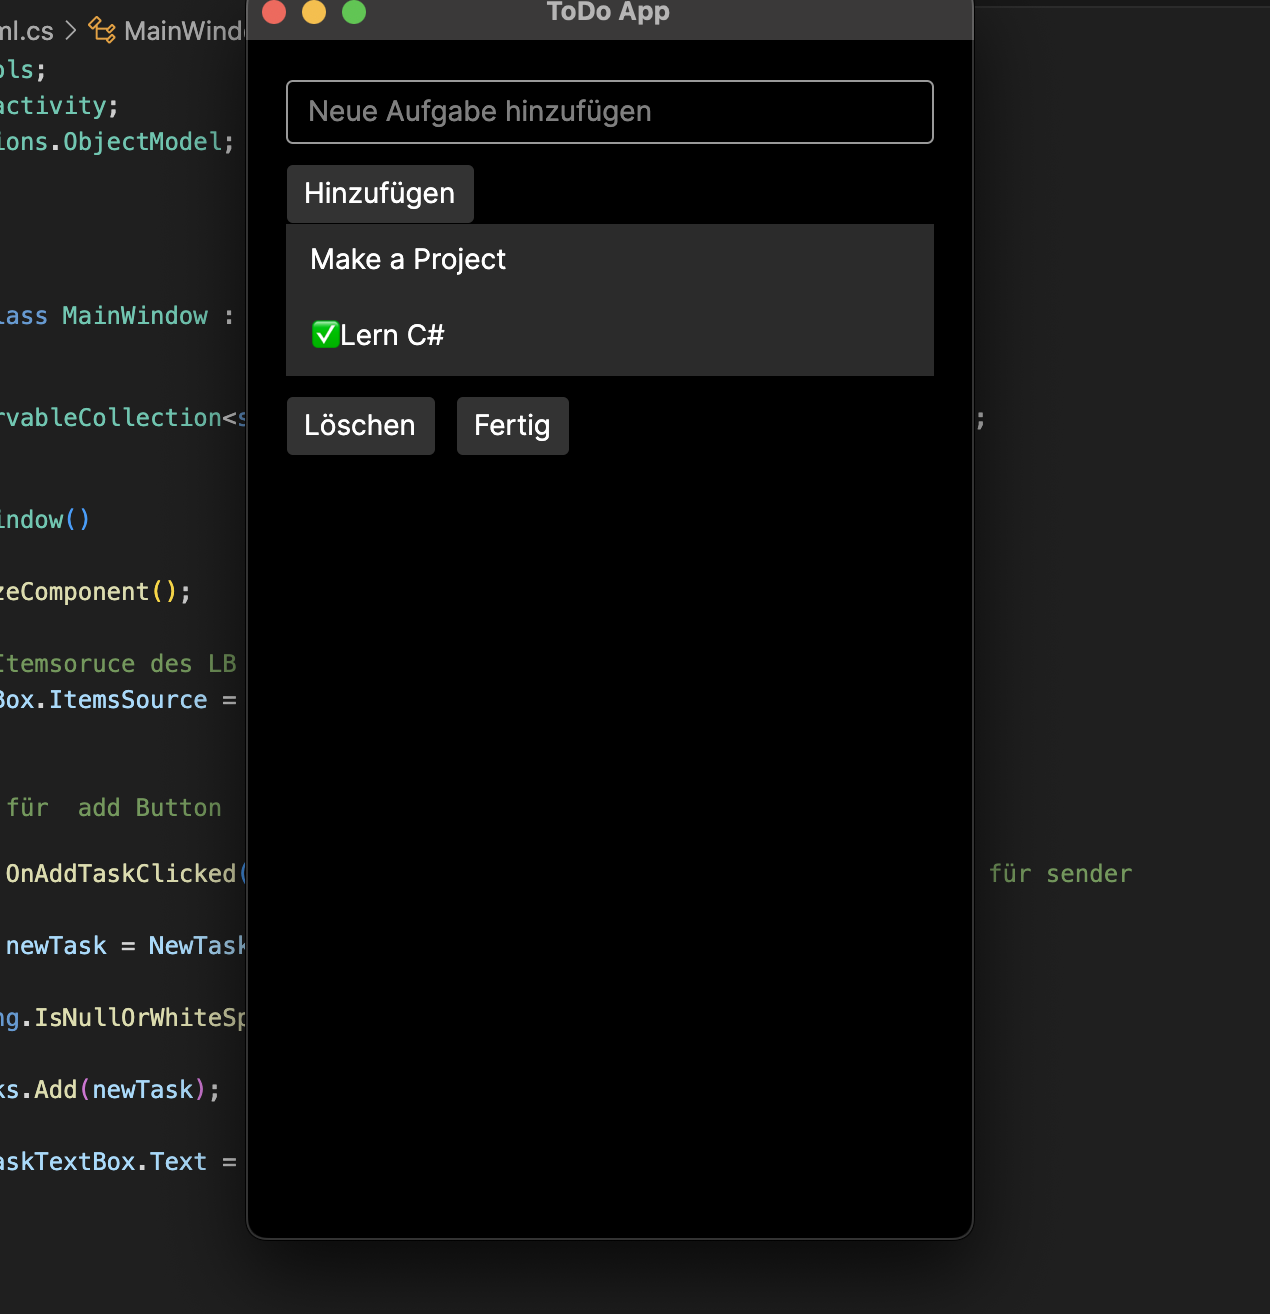 ToDo App
ml.cs > MainWind
ols;
activity;
ions.ObjectModel;
Neue Aufgabe hinzufügen
Hinzufügen
Make a Project
lass MainWindow :
✅Lern C#
rvableCollection<s ;
Löschen Fertig
indow()
zeComponent();
Itemsoruce des LB
Box.ItemsSource =
für  add Button
OnAddTaskClicked( für sender
newTask = NewTask
ng.IsNullOrWhiteSp
ks.Add(newTask);
askTextBox.Text =